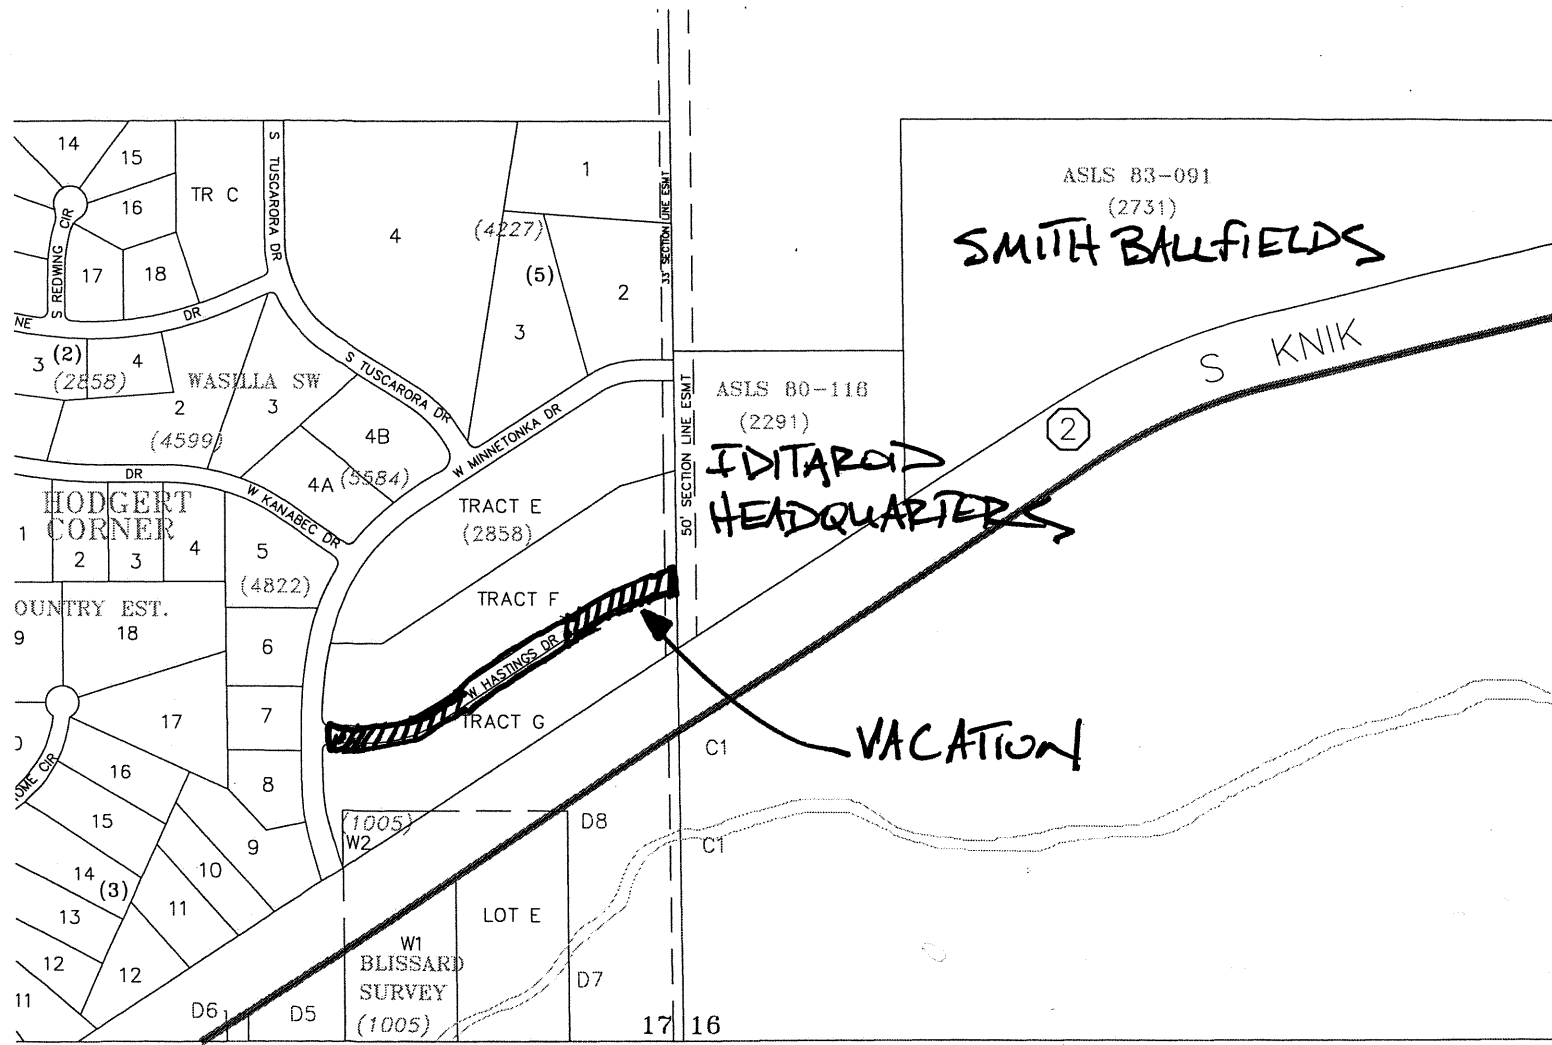 14
15
16
17
18
TR C
S REDWING CIR
S TUSCARORA DR
4
(4227)
1
(5)
2
3
33' SECTION LINE ESMT
ASLS 83-091
(2731)
SMITH BALLFIELDS
NE
DR
3
(2)
4
(2858)
WASILLA SW
2
3
(4599)
S TUSCARORA DR
4B
4A
(5584)
W MINNETONKA DR
50' SECTION LINE ESMT
ASLS 80-116
(2291)
IDITAROD
HEADQUARTERS
2
S KNIK
DR
W KANABEC DR
HODGERT
CORNER
1
2
3
4
5
(4822)
TRACT E
(2858)
OUNTRY EST.
9
18
6
TRACT F
W HASTINGS DR
TRACT G
7
17
8
16
OME CIR
15
14
(3)
13
12
11
9
10
11
12
C1
VACATION
(1005)
W2
D8
C1
LOT E
W1
BLISSARD
SURVEY
(1005)
D7
D6
D5
17
16